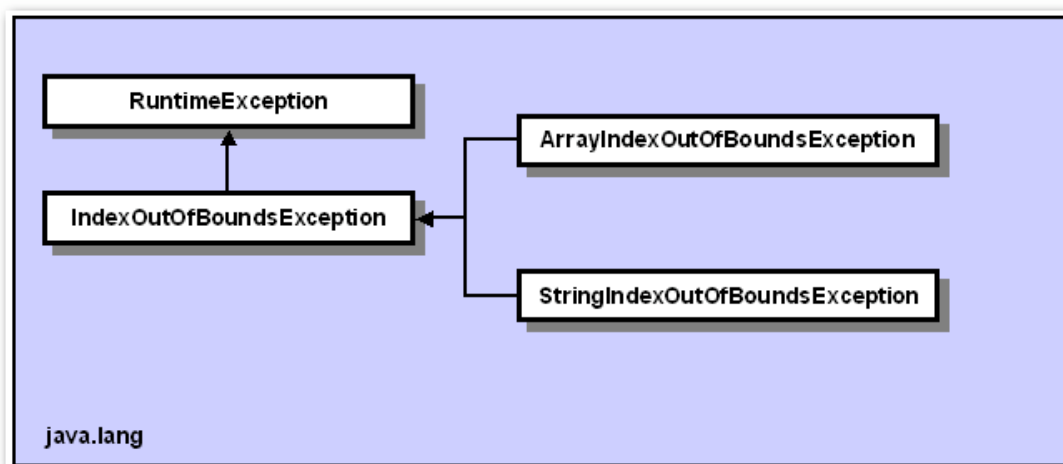 RuntimeException
ArrayIndexOutOfBoundsException
IndexOutOfBoundsException
StringIndexOutOfBoundsException
java.lang